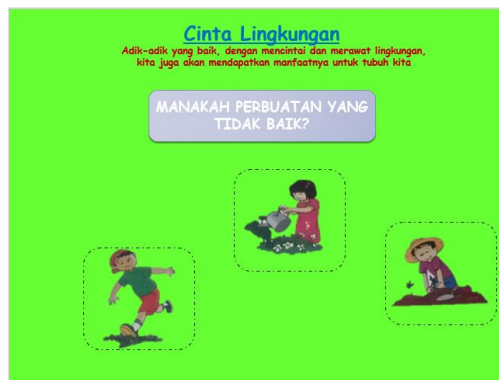 Cinta Lingkungan
Adik-adik yang baik, dengan mencintai dan merawat lingkungan,
kita juga akan mendapatkan manfaatnya untuk tubuh kita
MANAKAH PERBUATAN YANG
TIDAK BAIK?